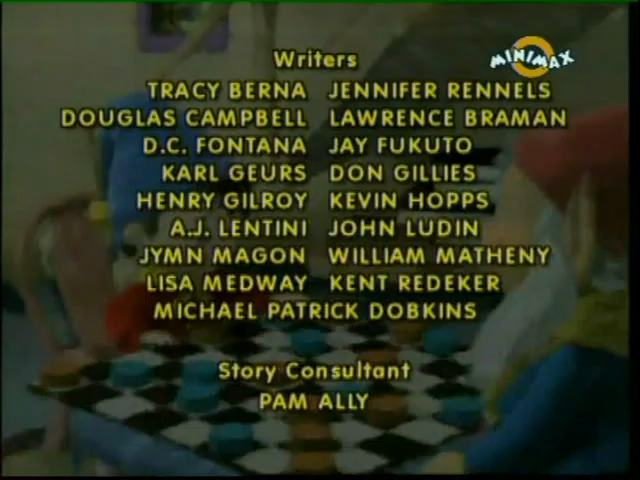 Writers
MINIMAX
TRACY BERNA JENNIFER RENNELS
DOUGLAS CAMPBELL LAWRENCE BRAMAN
D.C. FONTANA JAY FUKUTO
KARL GEURS DON GILLIES
HENRY GILROY KEVIN HOPPS
A.J. LENTINI JOHN LUDIN
JYMN MAGON WILLIAM MATHENY
LISA MEDWAY KENT REDEKER
MICHAEL PATRICK DOBKINS
Story Consultant
PAM ALLY